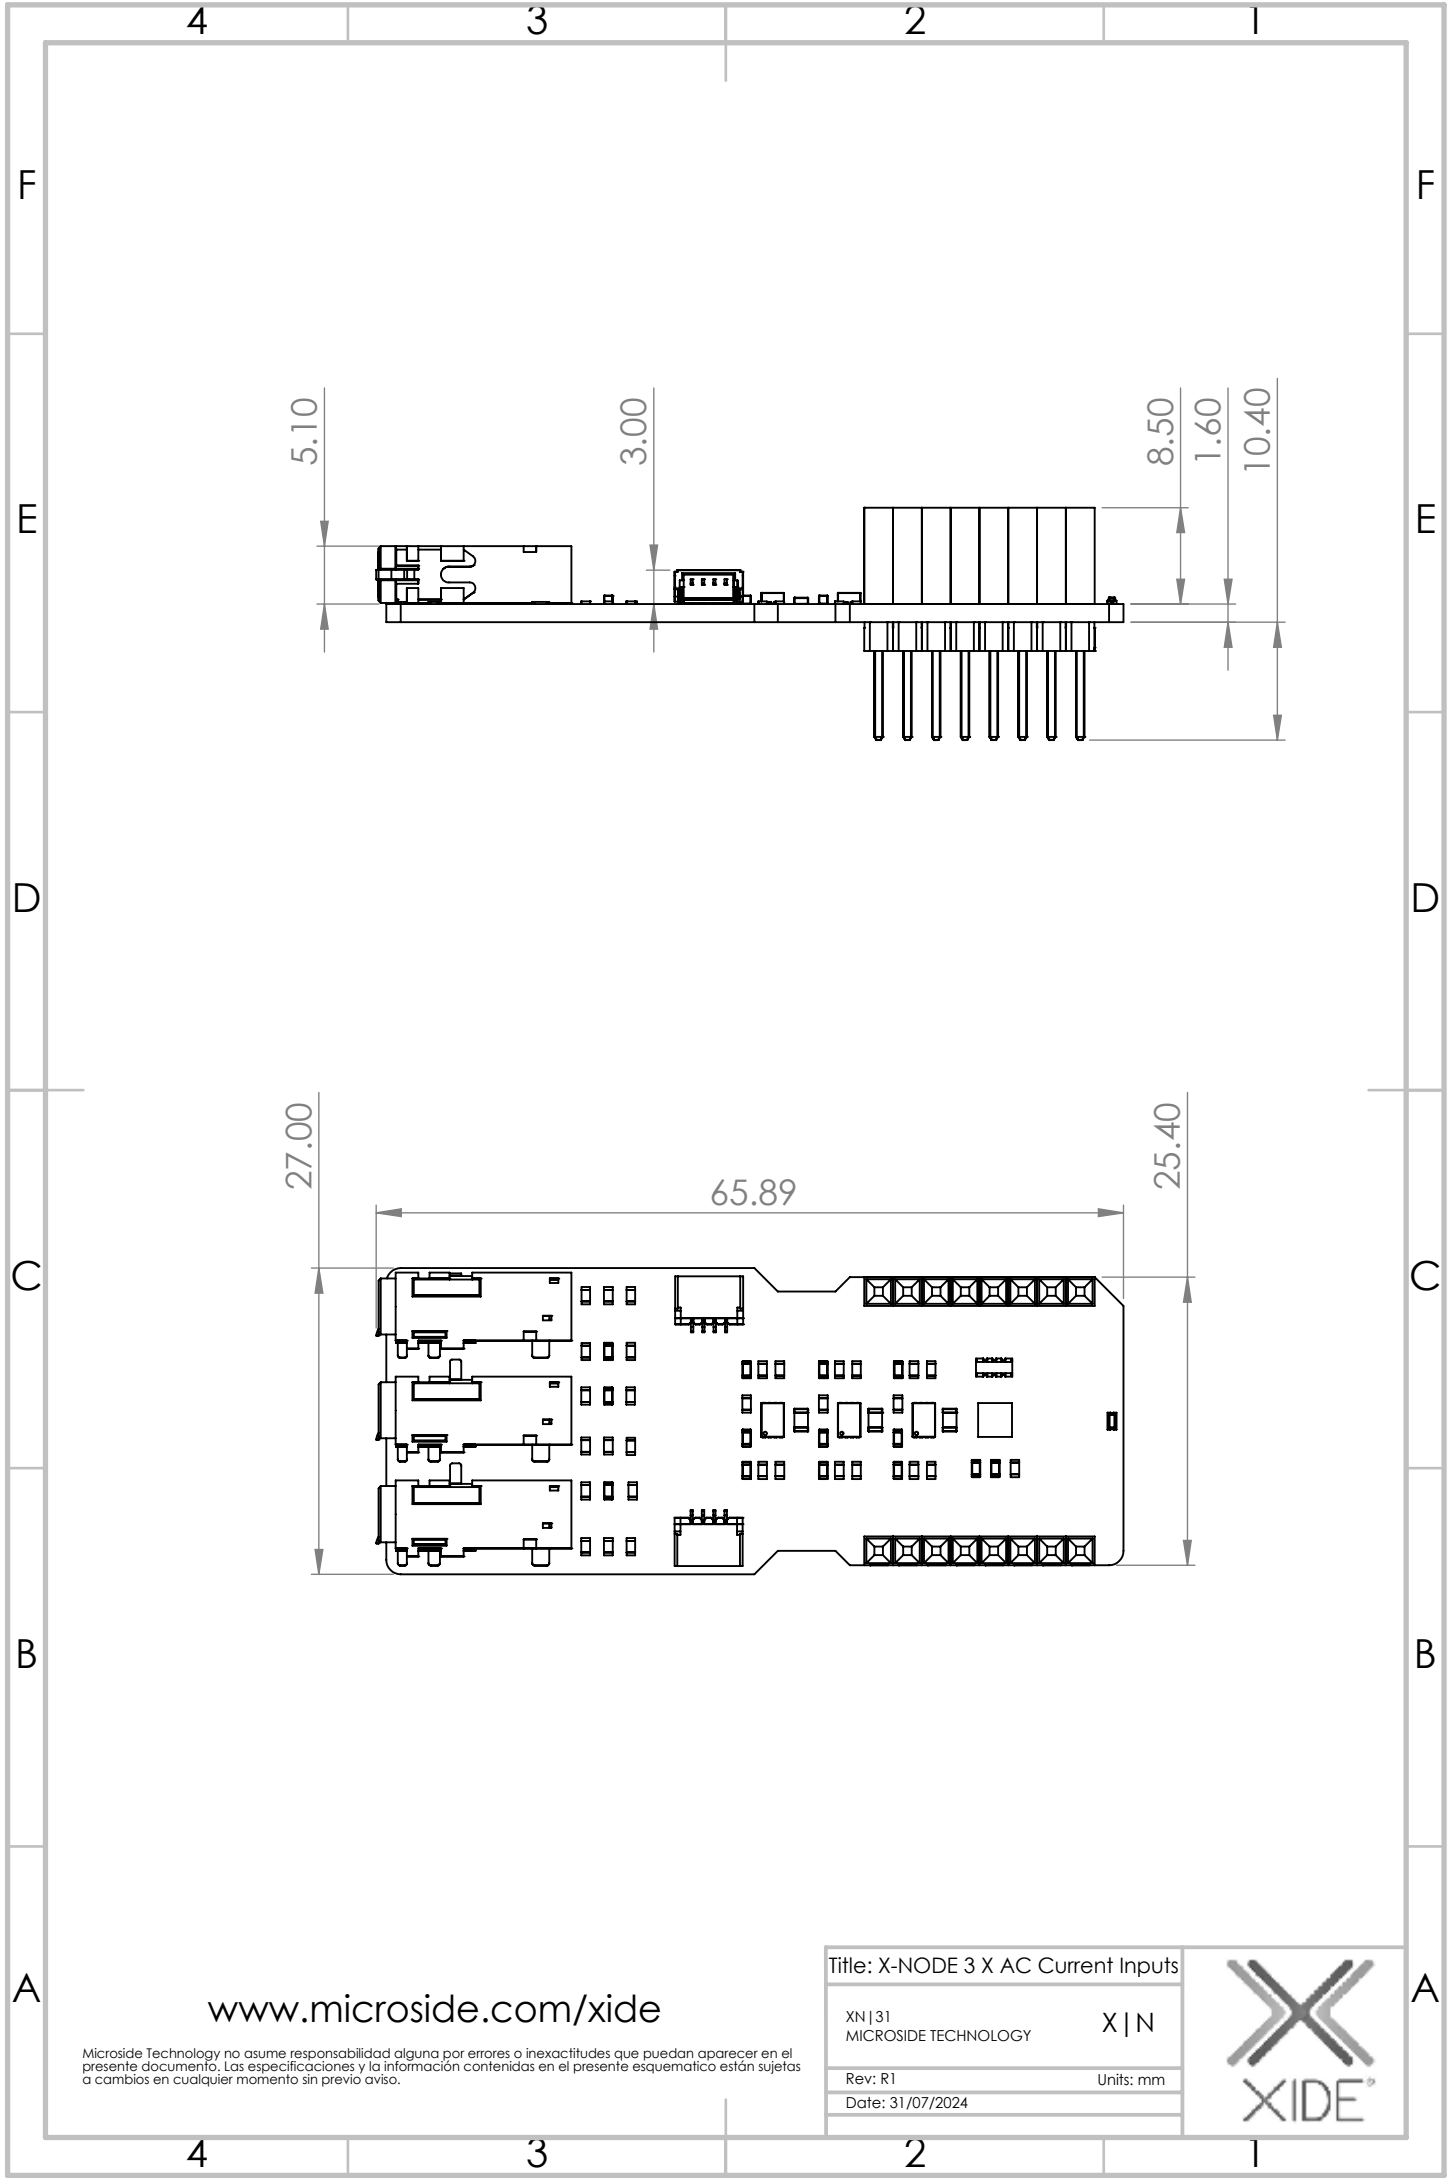 4 3 2 1
F F
5.10 3.00 8.50 1.60 10.40
E E
D D
27.00 25.40
65.89
C C
B B
Title: X-NODE 3 X AC Current Inputs
A A
www.microside.com/xide
XN|31
MICROSIDE TECHNOLOGY
X|N
Microside Technology no asume responsabilidad alguna por errores o inexactitudes que puedan aparecer en el
presente documento. Las especificaciones y la información contenidas en el presente esquematico están sujetas
a cambios en cualquier momento sin previo aviso.
Rev: R1 Units: mm
Date: 31/07/2024
XIDE®
4 3 2 1